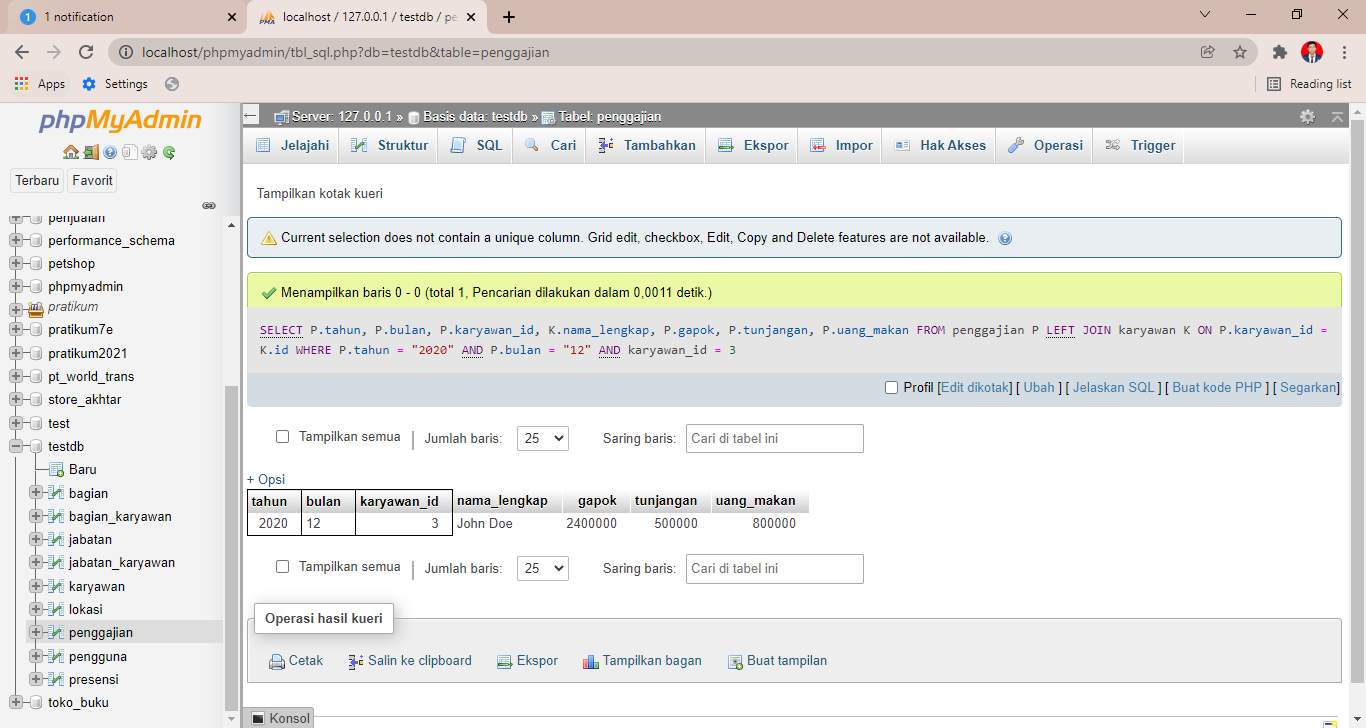 1 1 notification
localhost / 127.0.0.1 / testdb / pe
localhost/phpmyadmin/tbl_sql.php?db=testdb&table=penggajian
Apps Settings Reading list
phpMyAdmin
Terbaru Favorit
penjualan
performance_schema
petshop
phpmyadmin
pratikum
pratikum7e
pratikum2021
pt_world_trans
store_akhtar
test
testdb
Baru
bagian
bagian_karyawan
jabatan
jabatan_karyawan
karyawan
lokasi
penggajian
pengguna
presensi
toko_buku
Server: 127.0.0.1 » Basis data: testdb » Tabel: penggajian
Jelajahi Struktur SQL Cari Tambahkan Ekspor Impor Hak Akses Operasi Trigger
Tampilkan kotak kueri
Current selection does not contain a unique column. Grid edit, checkbox, Edit, Copy and Delete features are not available.
Menampilkan baris 0 - 0 (total 1, Pencarian dilakukan dalam 0,0011 detik.)
SELECT P.tahun, P.bulan, P.karyawan_id, K.nama_lengkap, P.gapok, P.tunjangan, P.uang_makan FROM penggajian P LEFT JOIN karyawan K ON P.karyawan_id =
K.id WHERE P.tahun = "2020" AND P.bulan = "12" AND karyawan_id = 3
Profil [Edit dikotak] [ Ubah ] [ Jelaskan SQL ] [ Buat kode PHP ] [ Segarkan]
Tampilkan semua | Jumlah baris: 25 Saring baris: Cari di tabel ini
+ Opsi
tahun bulan karyawan_id nama_lengkap gapok tunjangan uang_makan
2020 12 3 John Doe 2400000 500000 800000
Tampilkan semua | Jumlah baris: 25 Saring baris: Cari di tabel ini
Operasi hasil kueri
Cetak Salin ke clipboard Ekspor Tampilkan bagan Buat tampilan
Konsol